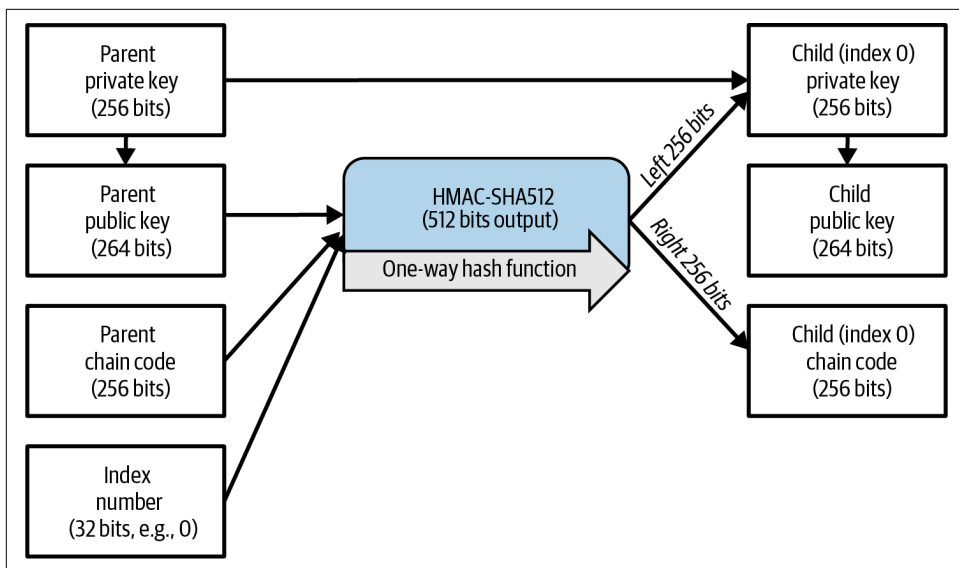 Parent
private key
(256 bits)
Parent
public key
(264 bits)
Parent
chain code
(256 bits)
Index
number
(32 bits, e.g., 0)
HMAC-SHA512
(512 bits output)
One-way hash function
Left 256 bits
Right 256 bits
Child (index 0)
private key
(256 bits)
Child
public key
(264 bits)
Child (index 0)
chain code
(256 bits)